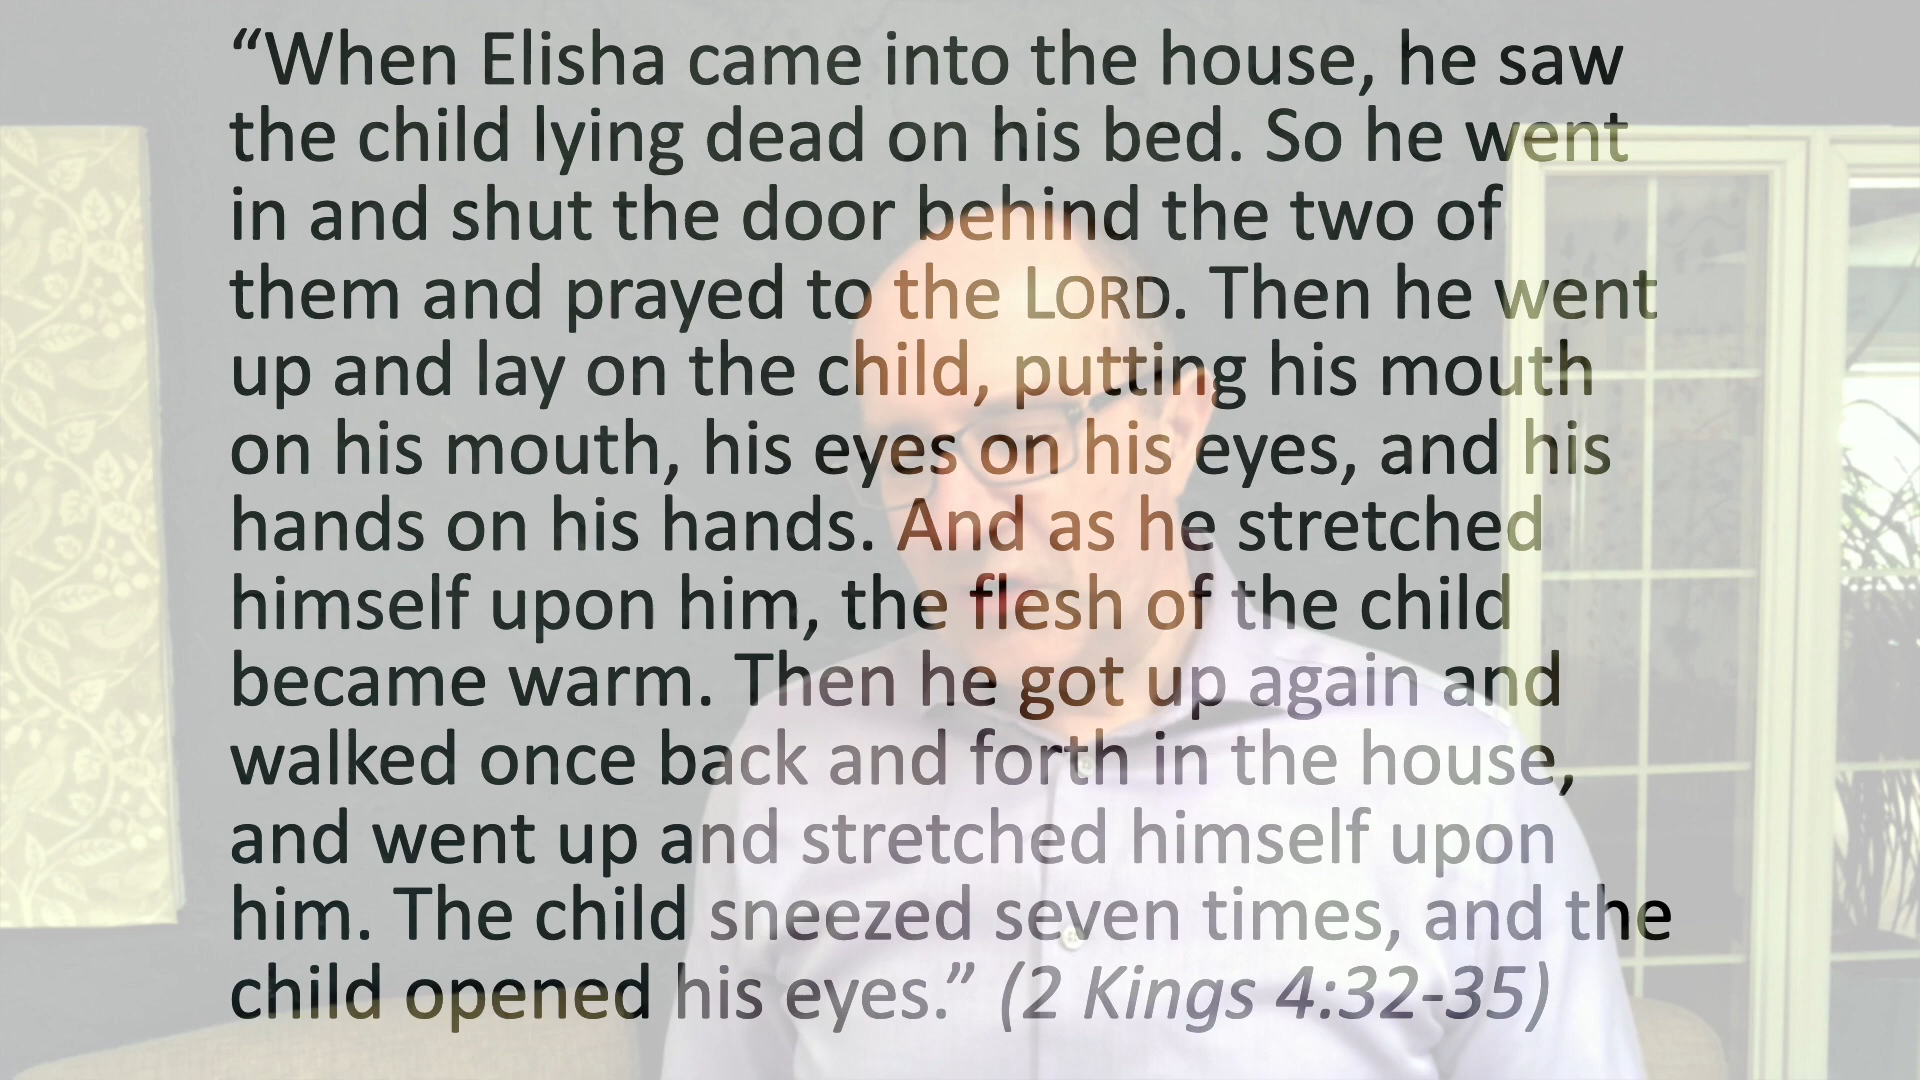 “When Elisha came into the house, he saw
the child lying dead on his bed. So he went
in and shut the door behind the two of
them and prayed to the LORD. Then he went
up and lay on the child, putting his mouth
on his mouth, his eyes on his eyes, and his
hands on his hands. And as he stretched
himself upon him, the flesh of the child
became warm. Then he got up again and
walked once back and forth in the house,
and went up and stretched himself upon
him. The child sneezed seven times, and the
child opened his eyes.” (2 Kings 4:32-35)